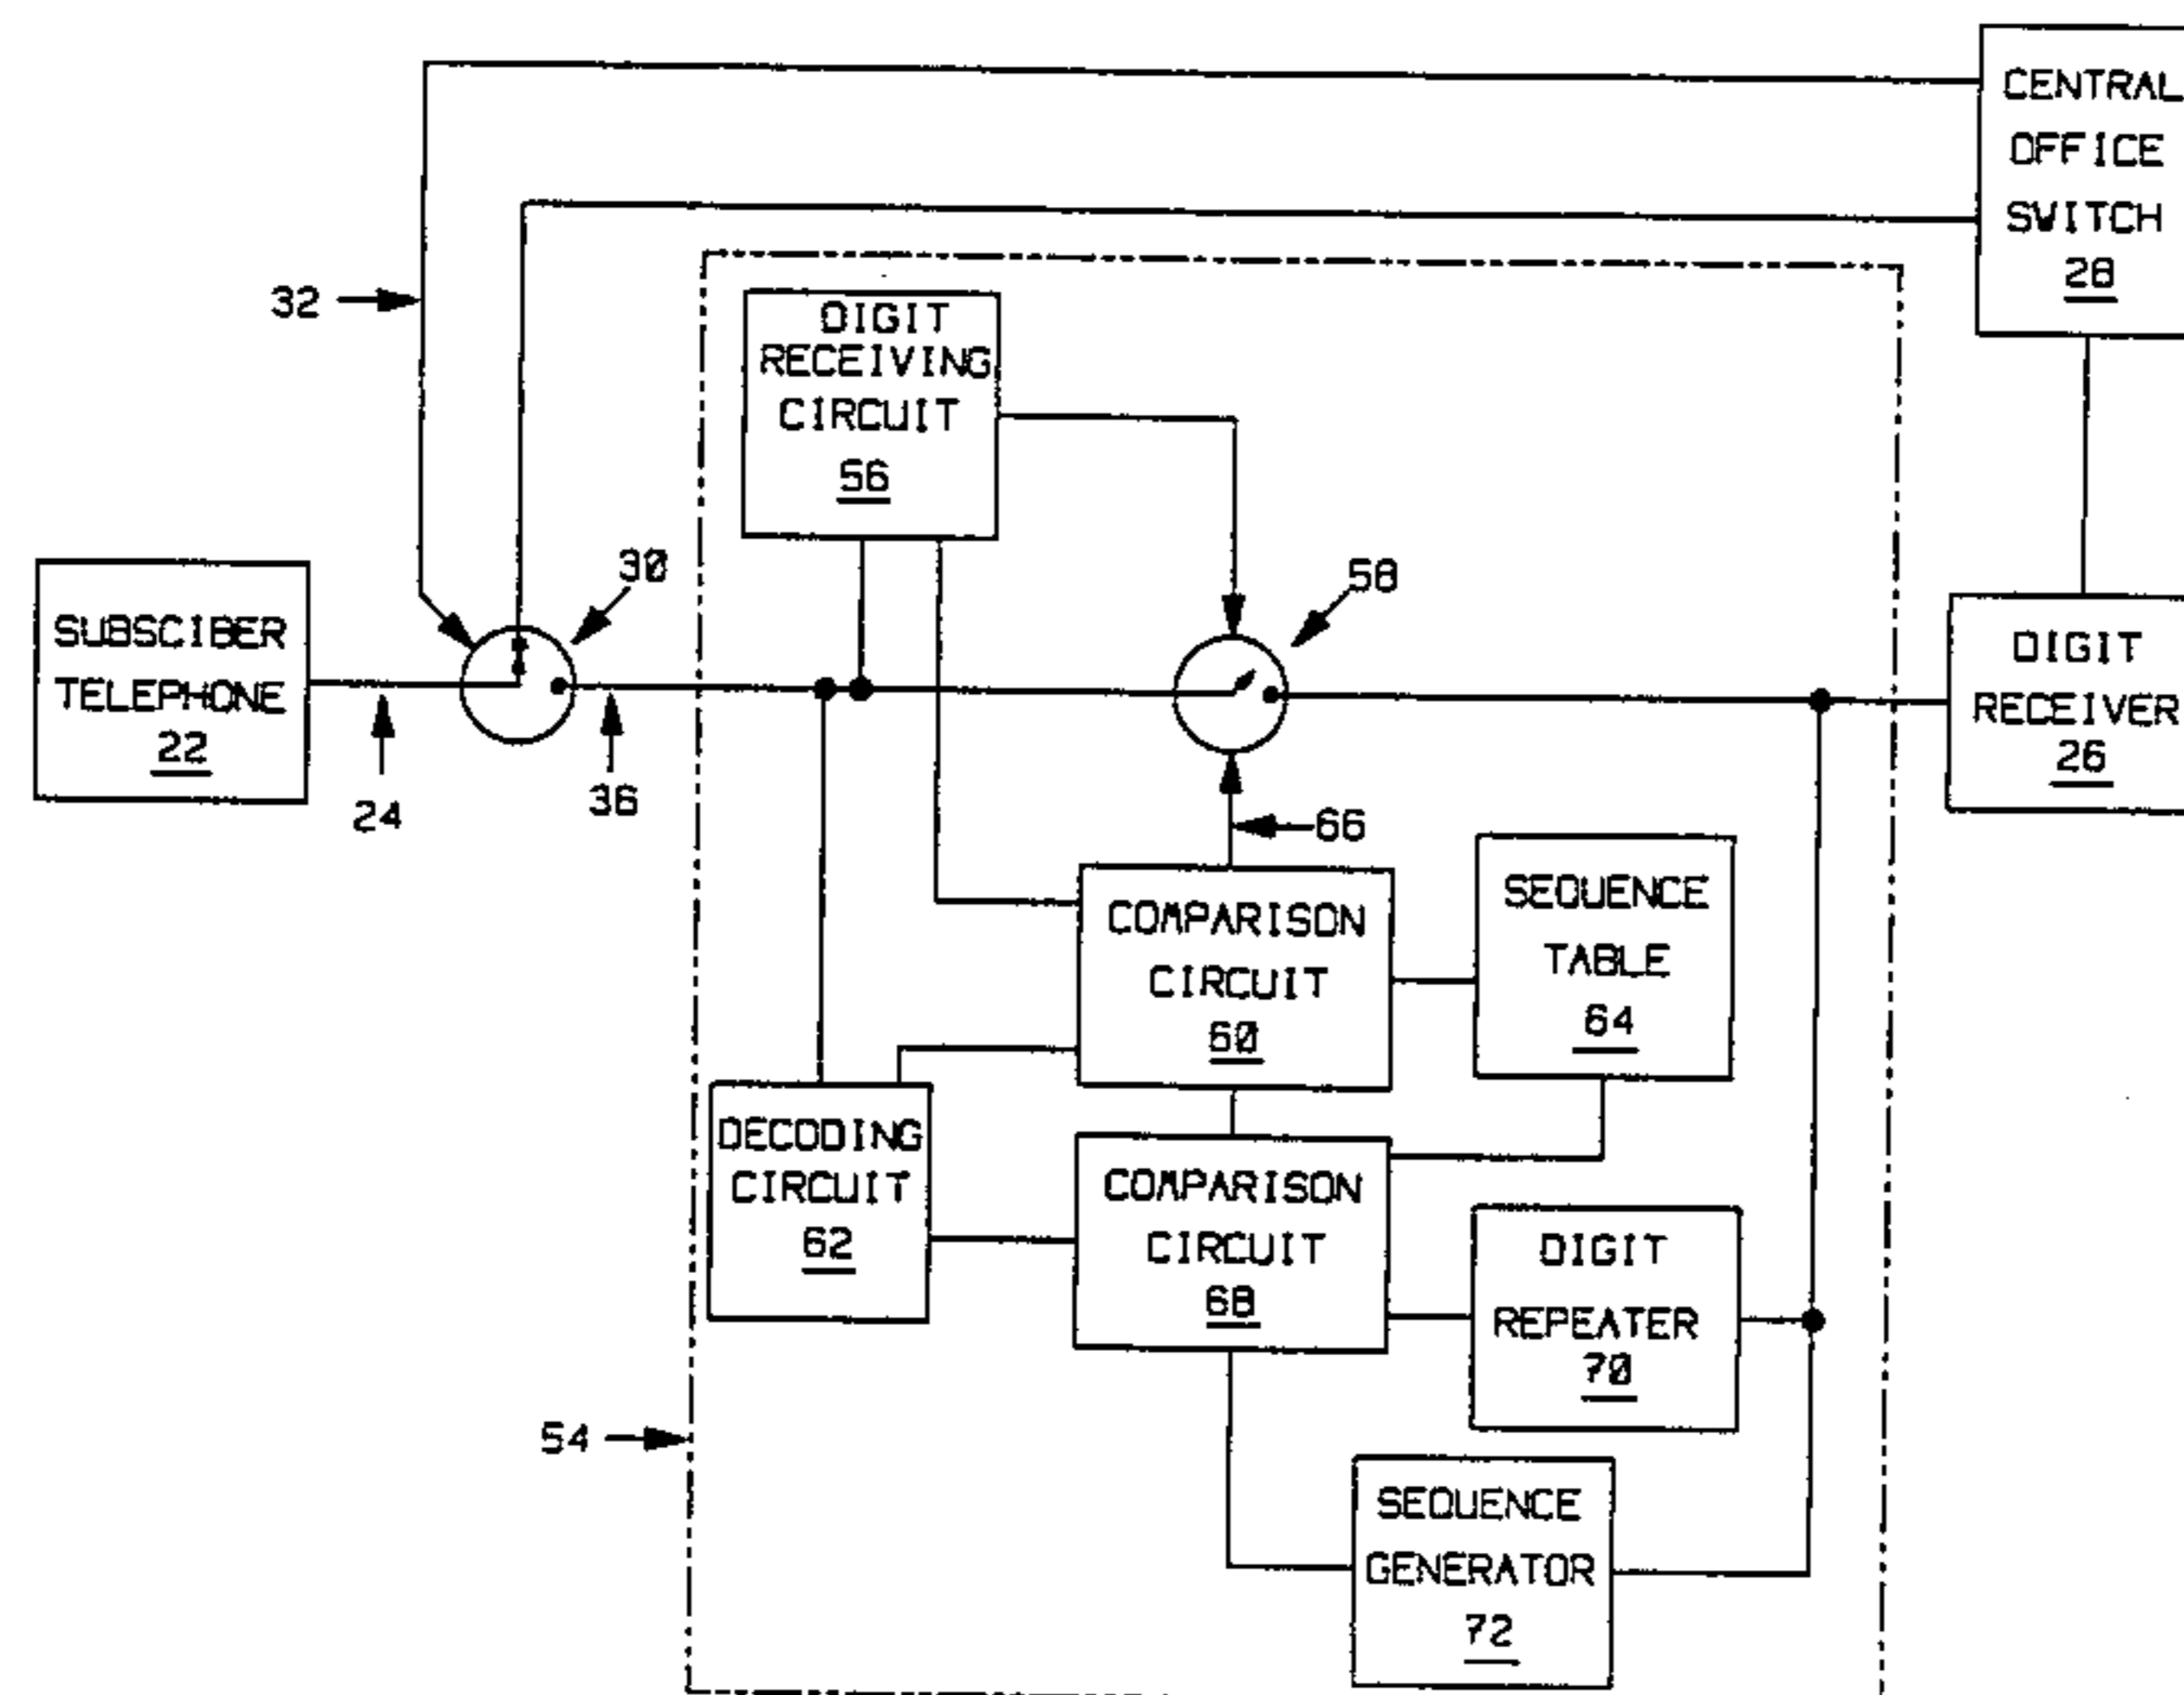 CENTRAL
OFFICE
SWITCH
28
32
DIGIT
RECEIVING
CIRCUIT
56
30
58
SUBSCIBER
TELEPHONE
22
24
36
DIGIT
RECEIVER
26
66
COMPARISON
CIRCUIT
60
SEQUENCE
TABLE
64
DECODING
CIRCUIT
62
COMPARISON
CIRCUIT
68
DIGIT
REPEATER
70
54
SEQUENCE
GENERATOR
72